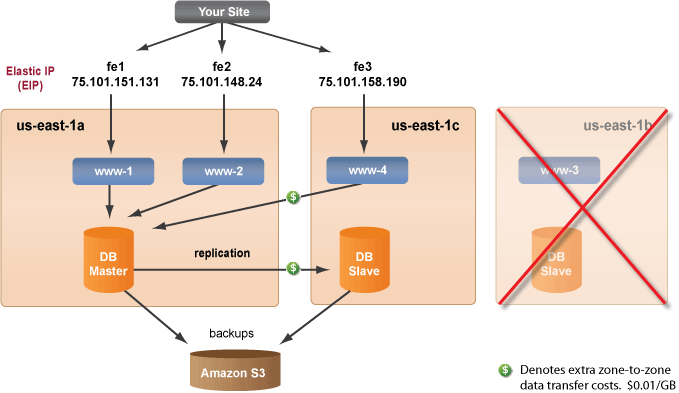 Your Site
Elastic IP
(EIP)
fe1
75.101.151.131
fe2
75.101.148.24
fe3
75.101.158.190
us-east-1a
us-east-1c
us-east-1b
www-1
www-2
www-4
www-3
$
DB
Master
replication
$
DB
Slave
DB
Slave
backups
Amazon S3
$ Denotes extra zone-to-zone
data transfer costs. $0.01/GB